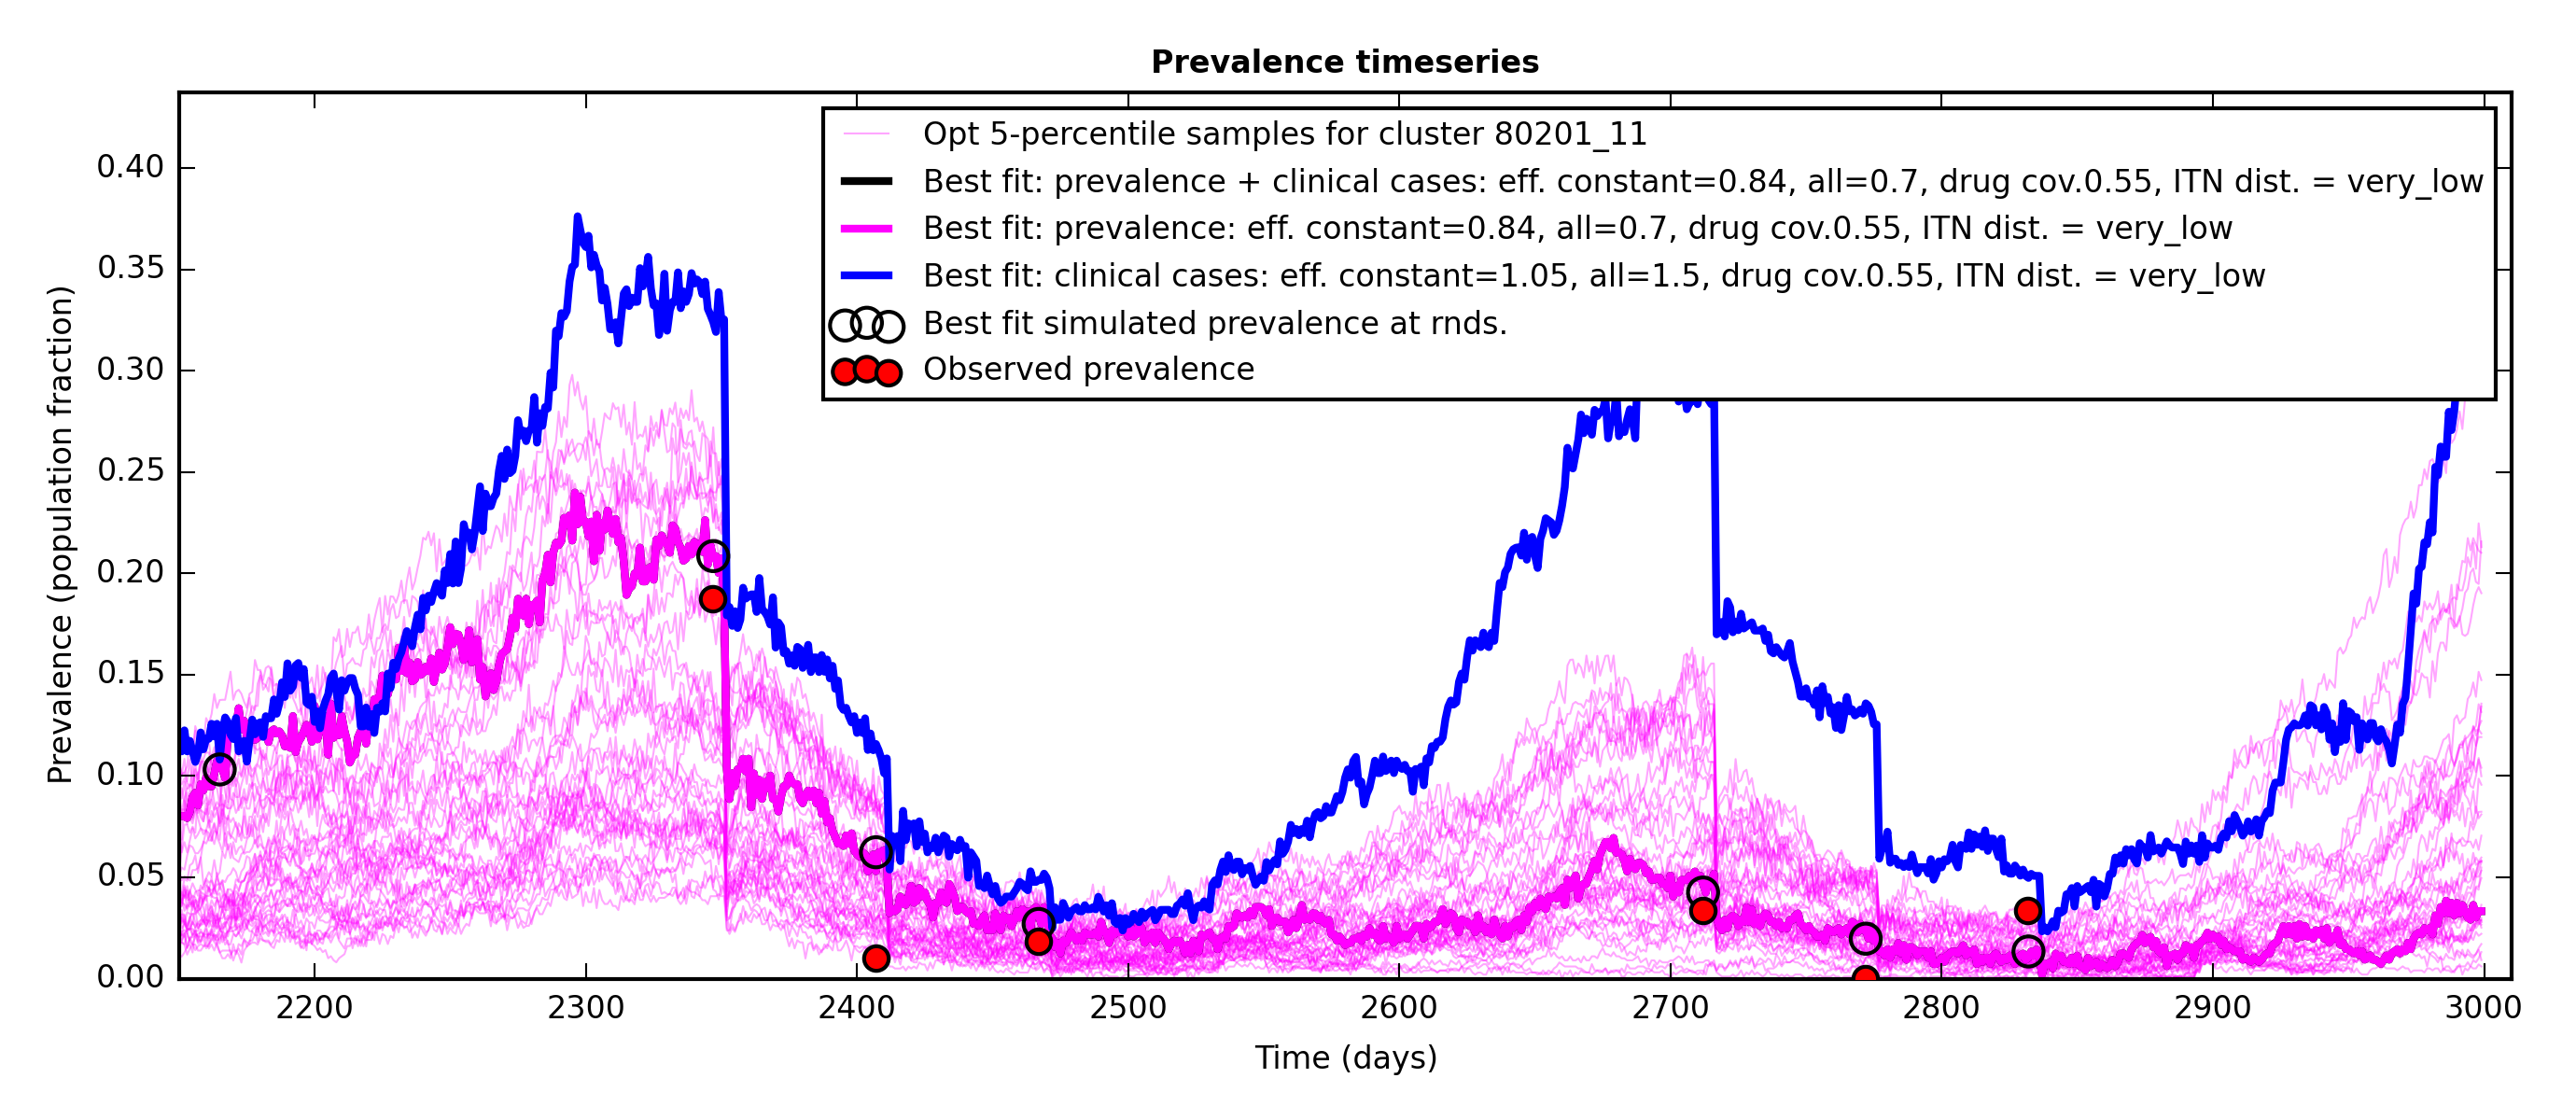 Prevalence timeseries
Opt 5-percentile samples for cluster 80201_11
Best fit: prevalence + clinical cases: eff. constant=0.84, all=0.7, drug cov.0.55, ITN dist. = very_low
Best fit: prevalence: eff. constant=0.84, all=0.7, drug cov.0.55, ITN dist. = very_low
Best fit: clinical cases: eff. constant=1.05, all=1.5, drug cov.0.55, ITN dist. = very_low
Best fit simulated prevalence at rnds.
Observed prevalence
Prevalence (population fraction)
0.40
0.35
0.30
0.25
0.20
0.15
0.10
0.05
0.00
2200 2300 2400 2500 2600 2700 2800 2900 3000
Time (days)